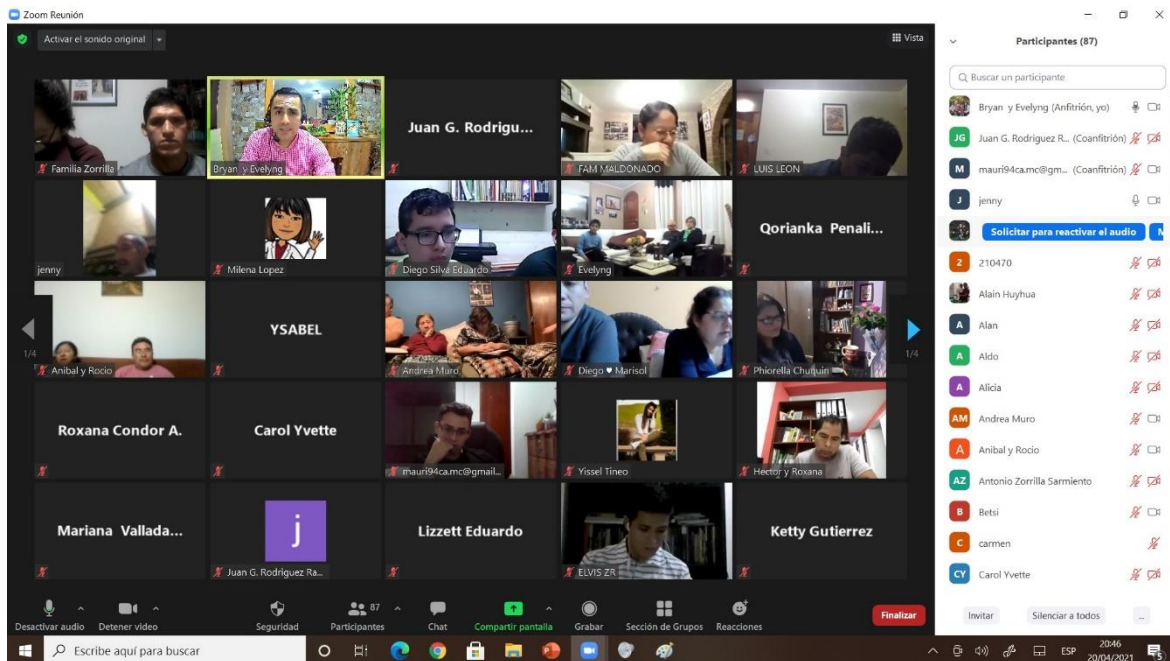 Zoom Reunión
Activar el sonido original
Vista
Familia Zorrilla
Bryan y Evelyng
Juan G. Rodrigu...
FAM MALDONADO
LUIS LEON
jenny
Milena Lopez
Diego Silva Eduardo
Evelyng
Qorianka Penali...
1/4
Anibal y Rocio
YSABEL
Andrea Muro
Diego ♥ Marisol
Phiorella Chuquin
1/4
Roxana Condor A.
Carol Yvette
mauri94ca.mc@gmail...
Yissel Tineo
Hector y Roxana
Mariana Vallada...
j
Juan G. Rodriguez Ra...
Lizzett Eduardo
ELVIS ZR
Ketty Gutierrez
Desactivar audio
Detener video
Seguridad
87
Participantes
Chat
Compartir pantalla
Grabar
Sección de Grupos
Reacciones
Finalizar
Participantes (87)
Buscar un participante
Bryan y Evelyng (Anfitrión, yo)
JG Juan G. Rodriguez R... (Coanfitrión)
M mauri94ca.mc@gm... (Coanfitrión)
J jenny
Solicitar para reactivar el audio
2 210470
Alain Huyhua
A Alan
A Aldo
A Alicia
AM Andrea Muro
A Anibal y Rocio
AZ Antonio Zorrilla Sarmiento
B Betsi
C carmen
CY Carol Yvette
Invitar
Silenciar a todos
...
Escribe aquí para buscar
ESP
20:46
20/04/2021
5